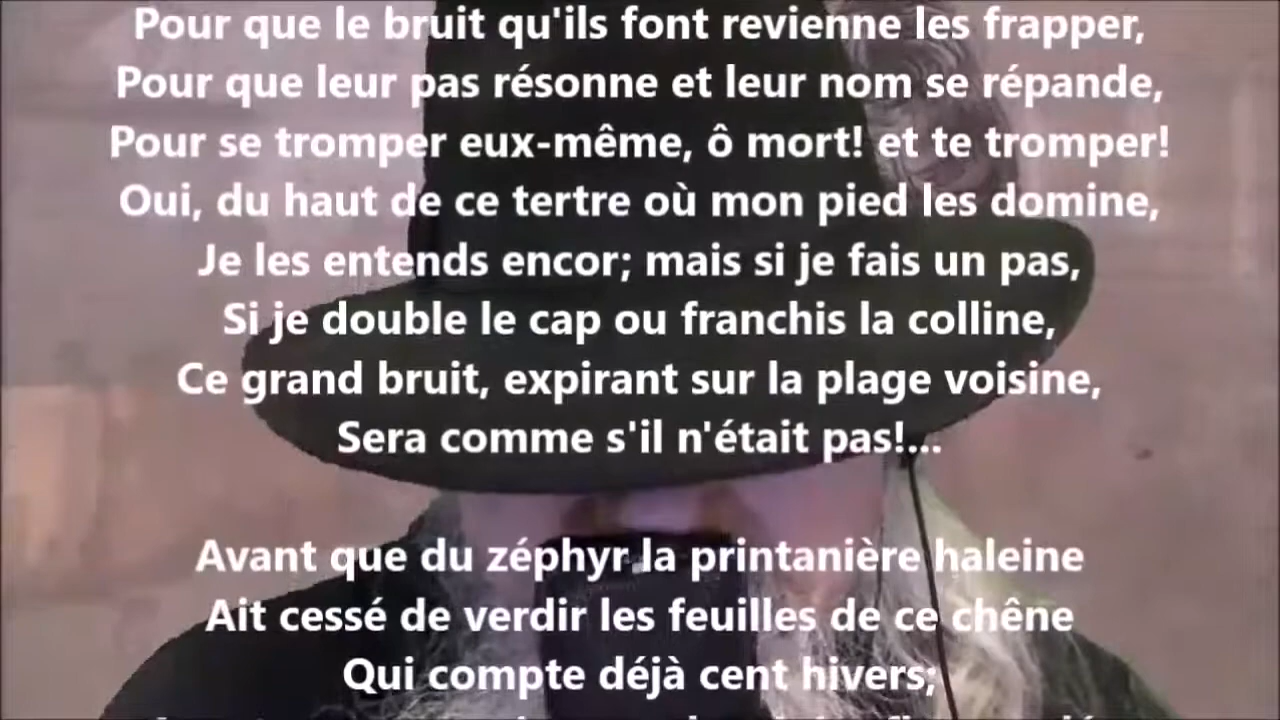 Pour que le bruit qu'ils font revienne les frapper,
Pour que leur pas résonne et leur nom se répande,
Pour se tromper eux-même, ô mort! et te tromper!
Oui, du haut de ce tertre où mon pied les domine,
Je les entends encor; mais si je fais un pas,
Si je double le cap ou franchis la colline,
Ce grand bruit, expirant sur la plage voisine,
Sera comme s'il n'était pas!...
Avant que du zéphyr la printanière haleine
Ait cessé de verdir les feuilles de ce chêne
Qui compte déjà cent hivers;